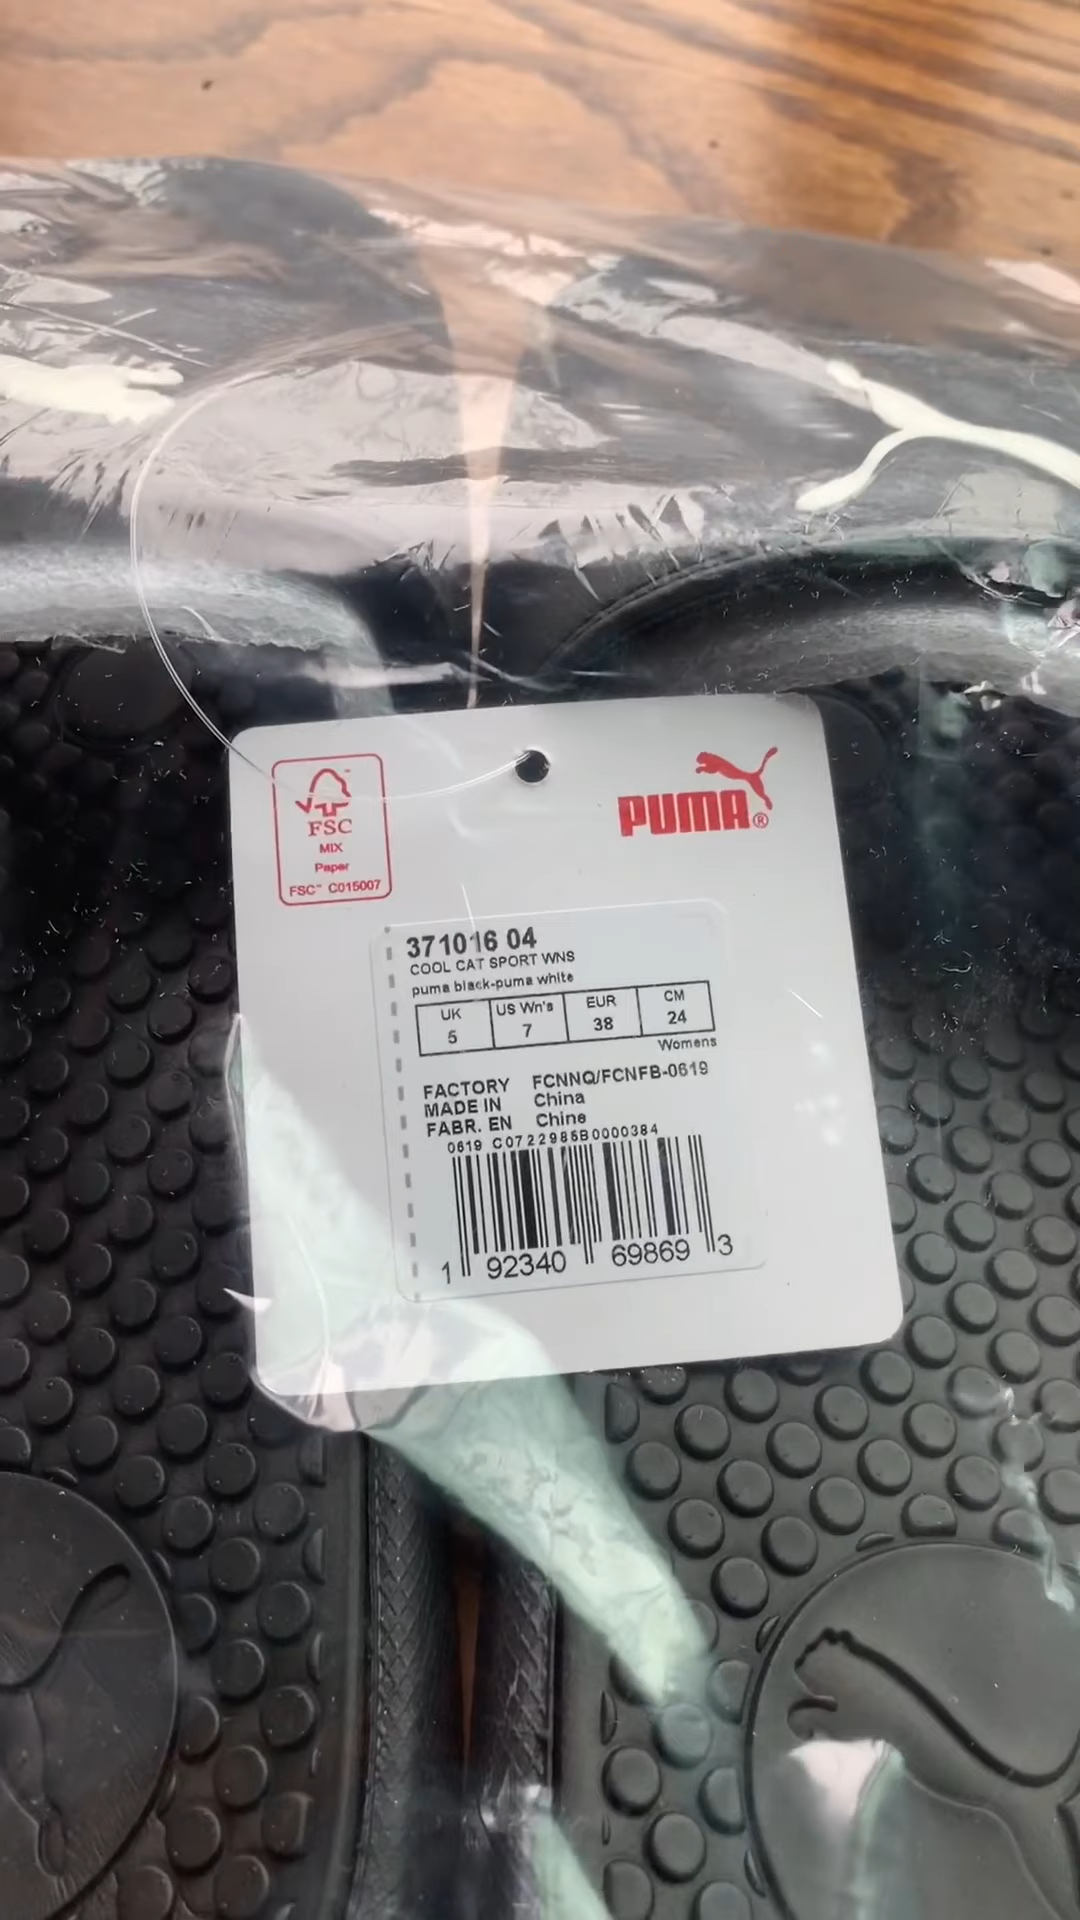 FSC
MIX
Paper
FSC™ C015007
PUMA®
371016 04
COOL CAT SPORT WNS
puma black-puma white
UK US Wn's EUR CM
5 7 38 24
Womens
FACTORY FCNNQ/FCNFB-0619
MADE IN China
FABR. EN Chine
0619 C0722985B0000384
1 92340 69869 3